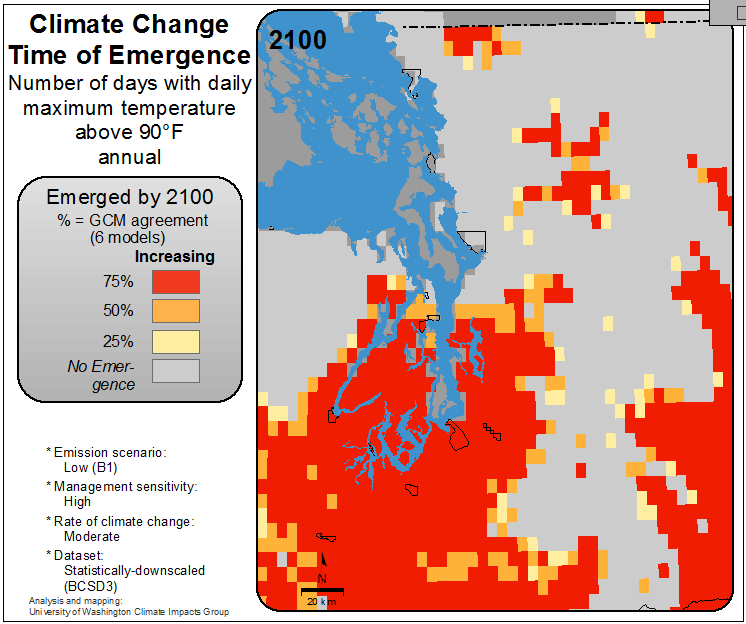 Climate Change
Time of Emergence
Number of days with daily
maximum temperature
above 90°F
annual
2100
Emerged by 2100
% = GCM agreement
(6 models)
Increasing
75%
50%
25%
No Emer-
gence
* Emission scenario:
Low (B1)
* Management sensitivity:
High
* Rate of climate change:
Moderate
* Dataset:
Statistically-downscaled
(BCSD3)
Analysis and mapping:
University of Washington Climate Impacts Group
N
20 km